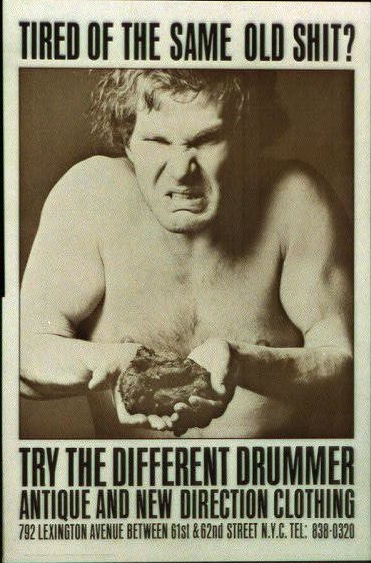 TIRED OF THE SAME OLD SHIT?
TRY THE DIFFERENT DRUMMER
ANTIQUE AND NEW DIRECTION CLOTHING
792 LEXINGTON AVENUE BETWEEN 61st & 62nd STREET N.Y.C. TEL: 838-0320